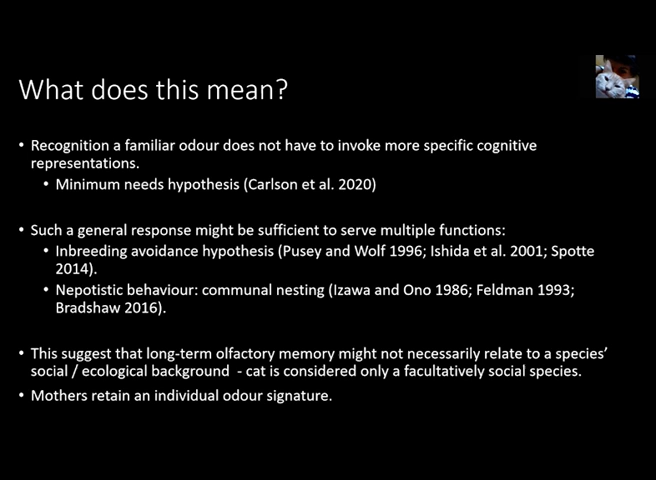 What does this mean?
• Recognition a familiar odour does not have to invoke more specific cognitive
representations.
• Minimum needs hypothesis (Carlson et al. 2020)
• Such a general response might be sufficient to serve multiple functions:
• Inbreeding avoidance hypothesis (Pusey and Wolf 1996; Ishida et al. 2001; Spotte
2014).
• Nepotistic behaviour: communal nesting (Izawa and Ono 1986; Feldman 1993;
Bradshaw 2016).
• This suggest that long-term olfactory memory might not necessarily relate to a species’
social / ecological background - cat is considered only a facultatively social species.
• Mothers retain an individual odour signature.